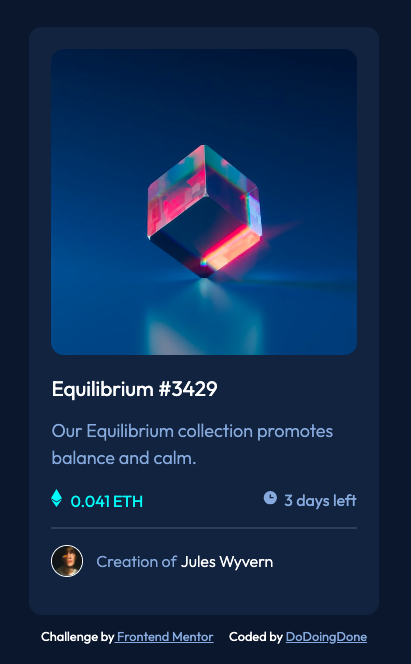 Equilibrium #3429
Our Equilibrium collection promotes
balance and calm.
0.041 ETH 3 days left
Creation of Jules Wyvern
Challenge by Frontend Mentor Coded by DoDoingDone